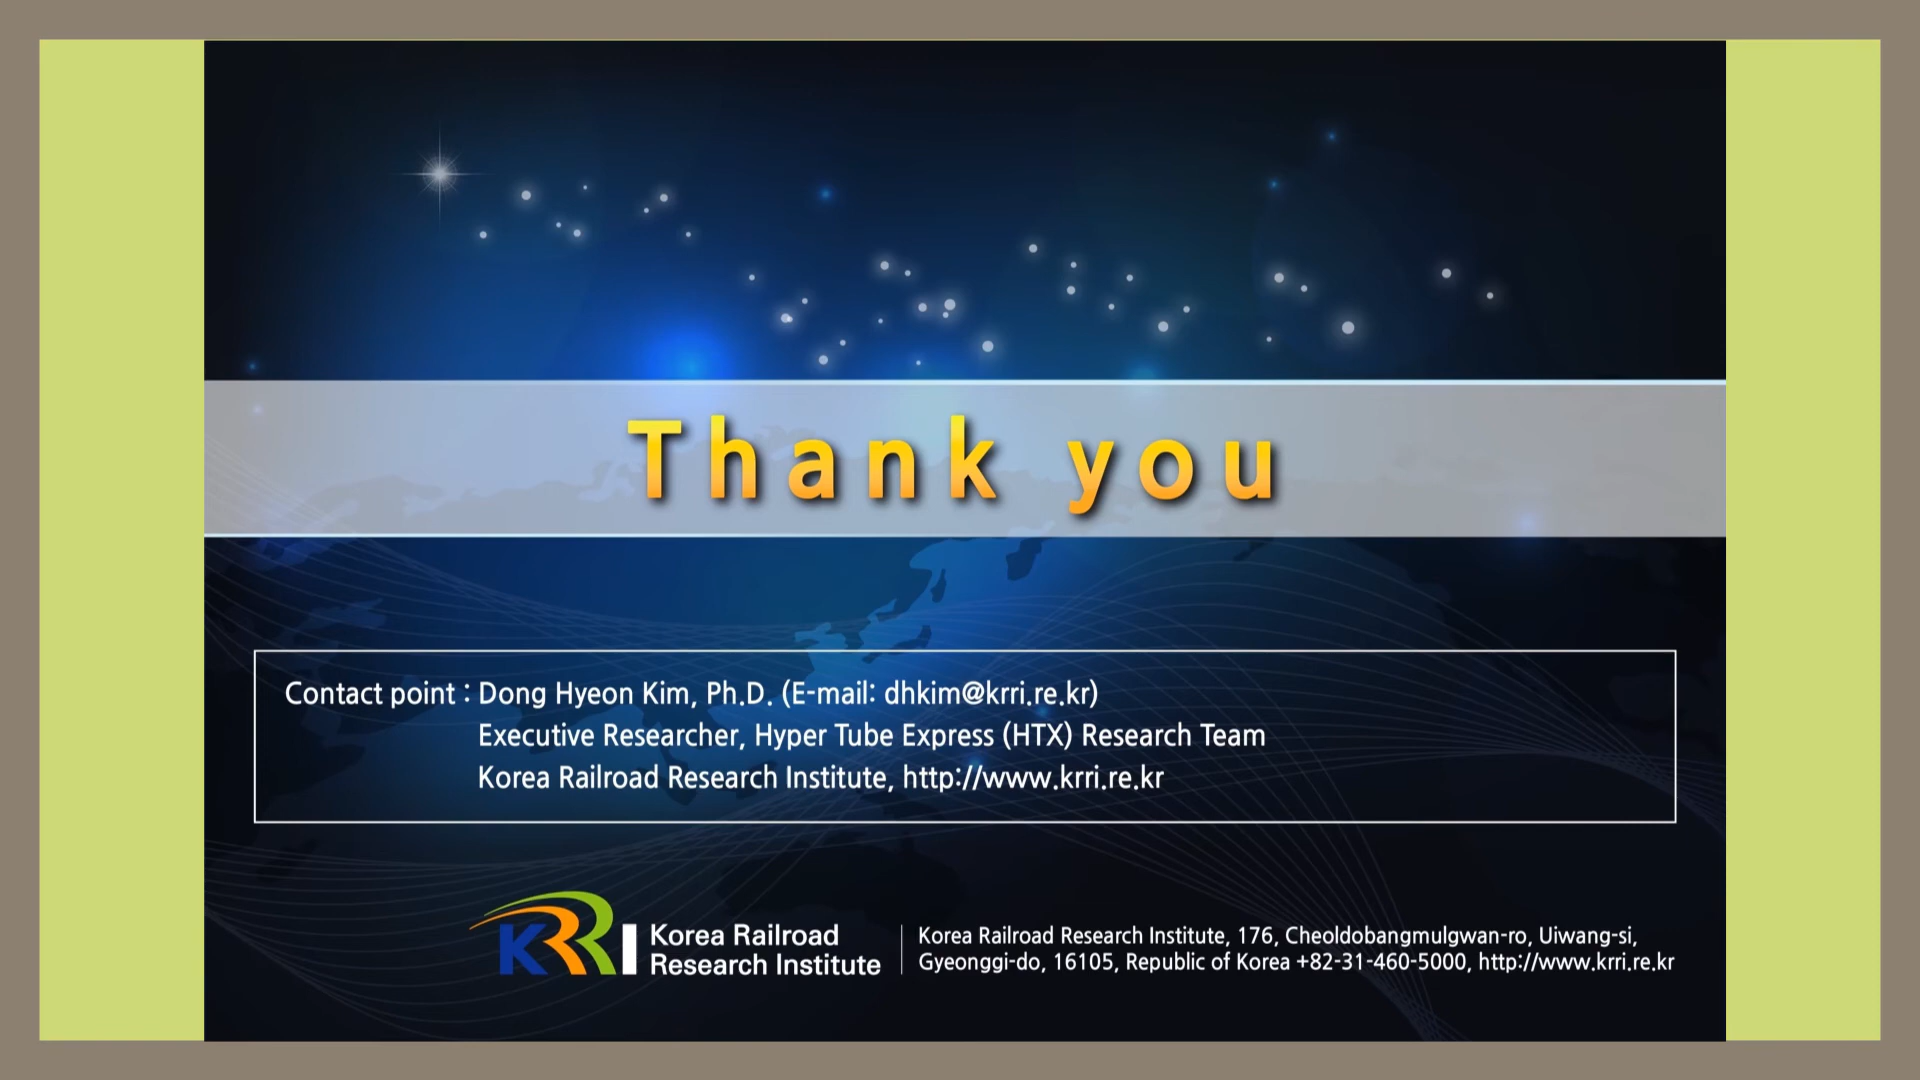 Thank you
Contact point : Dong Hyeon Kim, Ph.D. (E-mail: dhkim@krri.re.kr)
Executive Researcher, Hyper Tube Express (HTX) Research Team
Korea Railroad Research Institute, http://www.krri.re.kr
KRRI
Korea Railroad
Research Institute
Korea Railroad Research Institute, 176, Cheoldobangmulgwan-ro, Uiwang-si,
Gyeonggi-do, 16105, Republic of Korea +82-31-460-5000, http://www.krri.re.kr